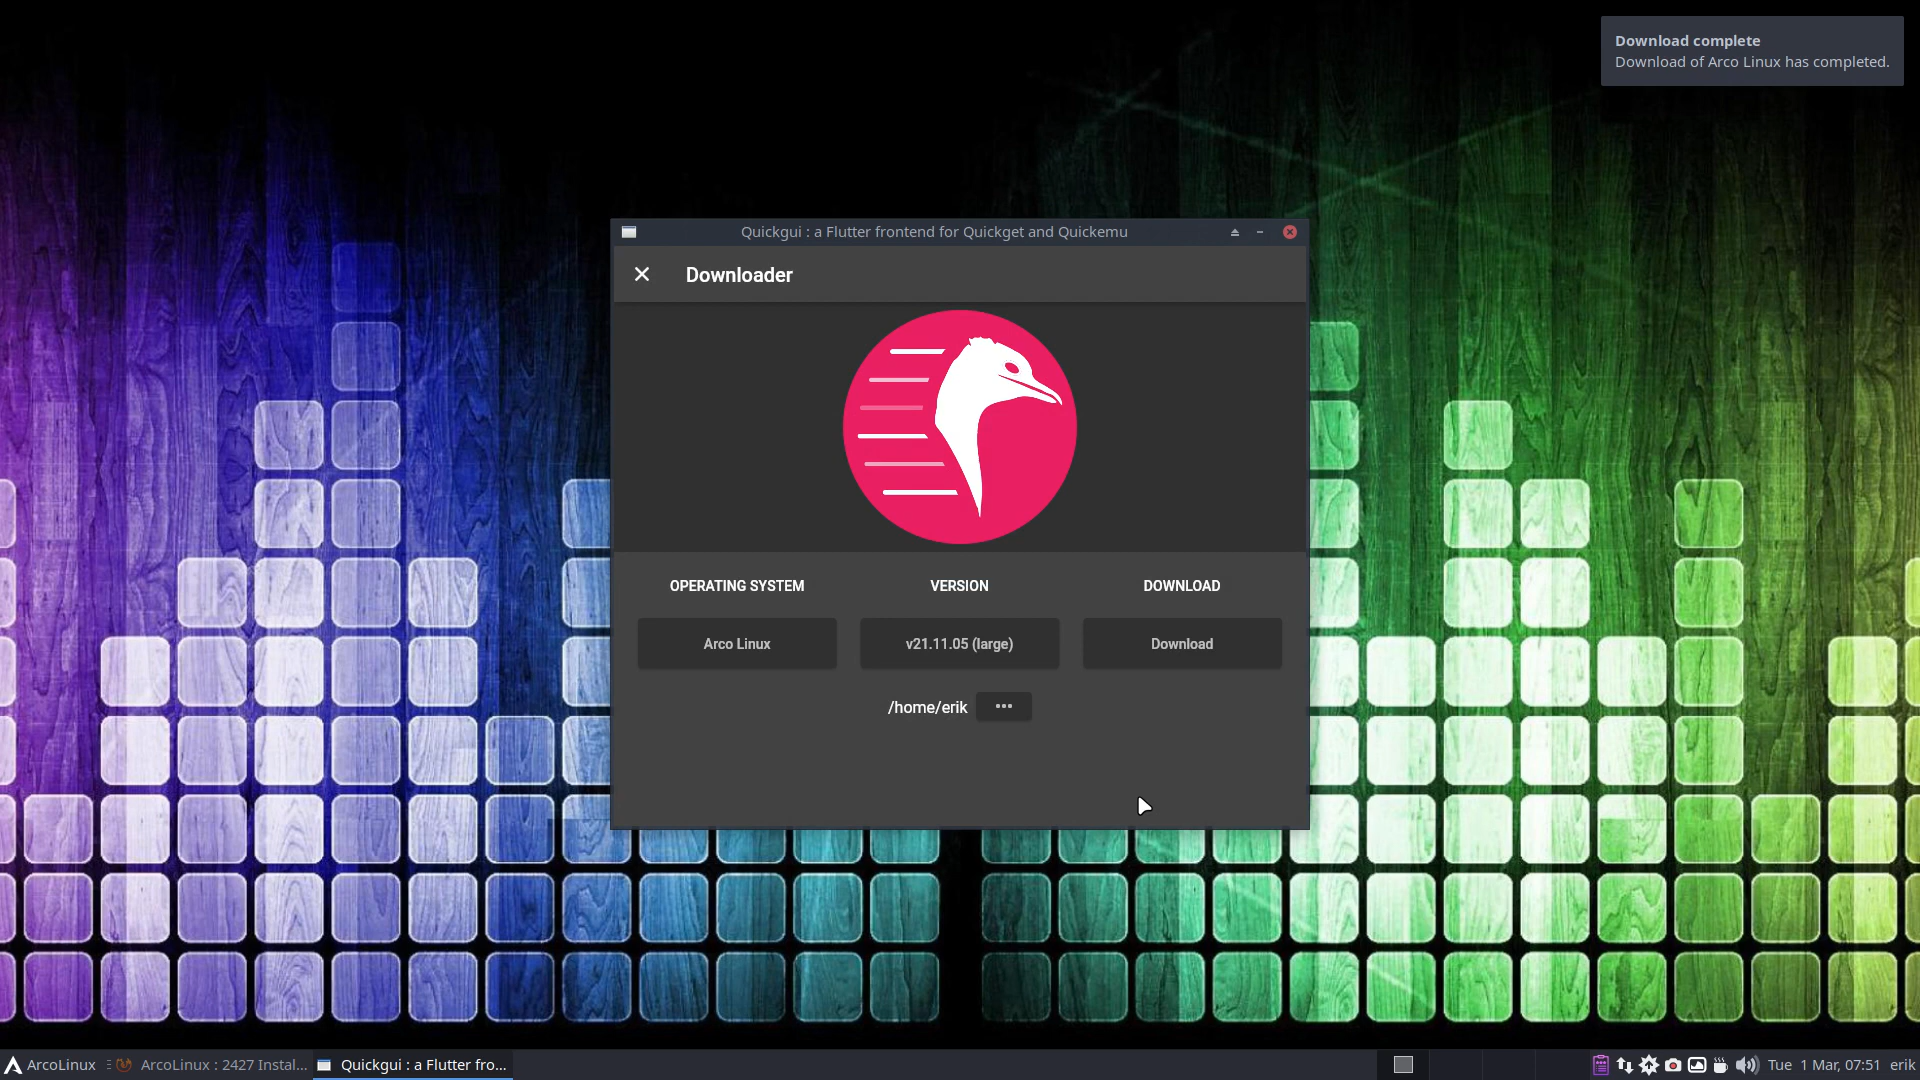 Download complete
Download of Arco Linux has completed.
Quickgui : a Flutter frontend for Quickget and Quickemu
Downloader
OPERATING SYSTEM
VERSION
DOWNLOAD
Arco Linux
v21.11.05 (large)
Download
/home/erik
ArcoLinux
ArcoLinux : 2427 Instal...
Quickgui : a Flutter fro...
Tue 1 Mar, 07:51
erik